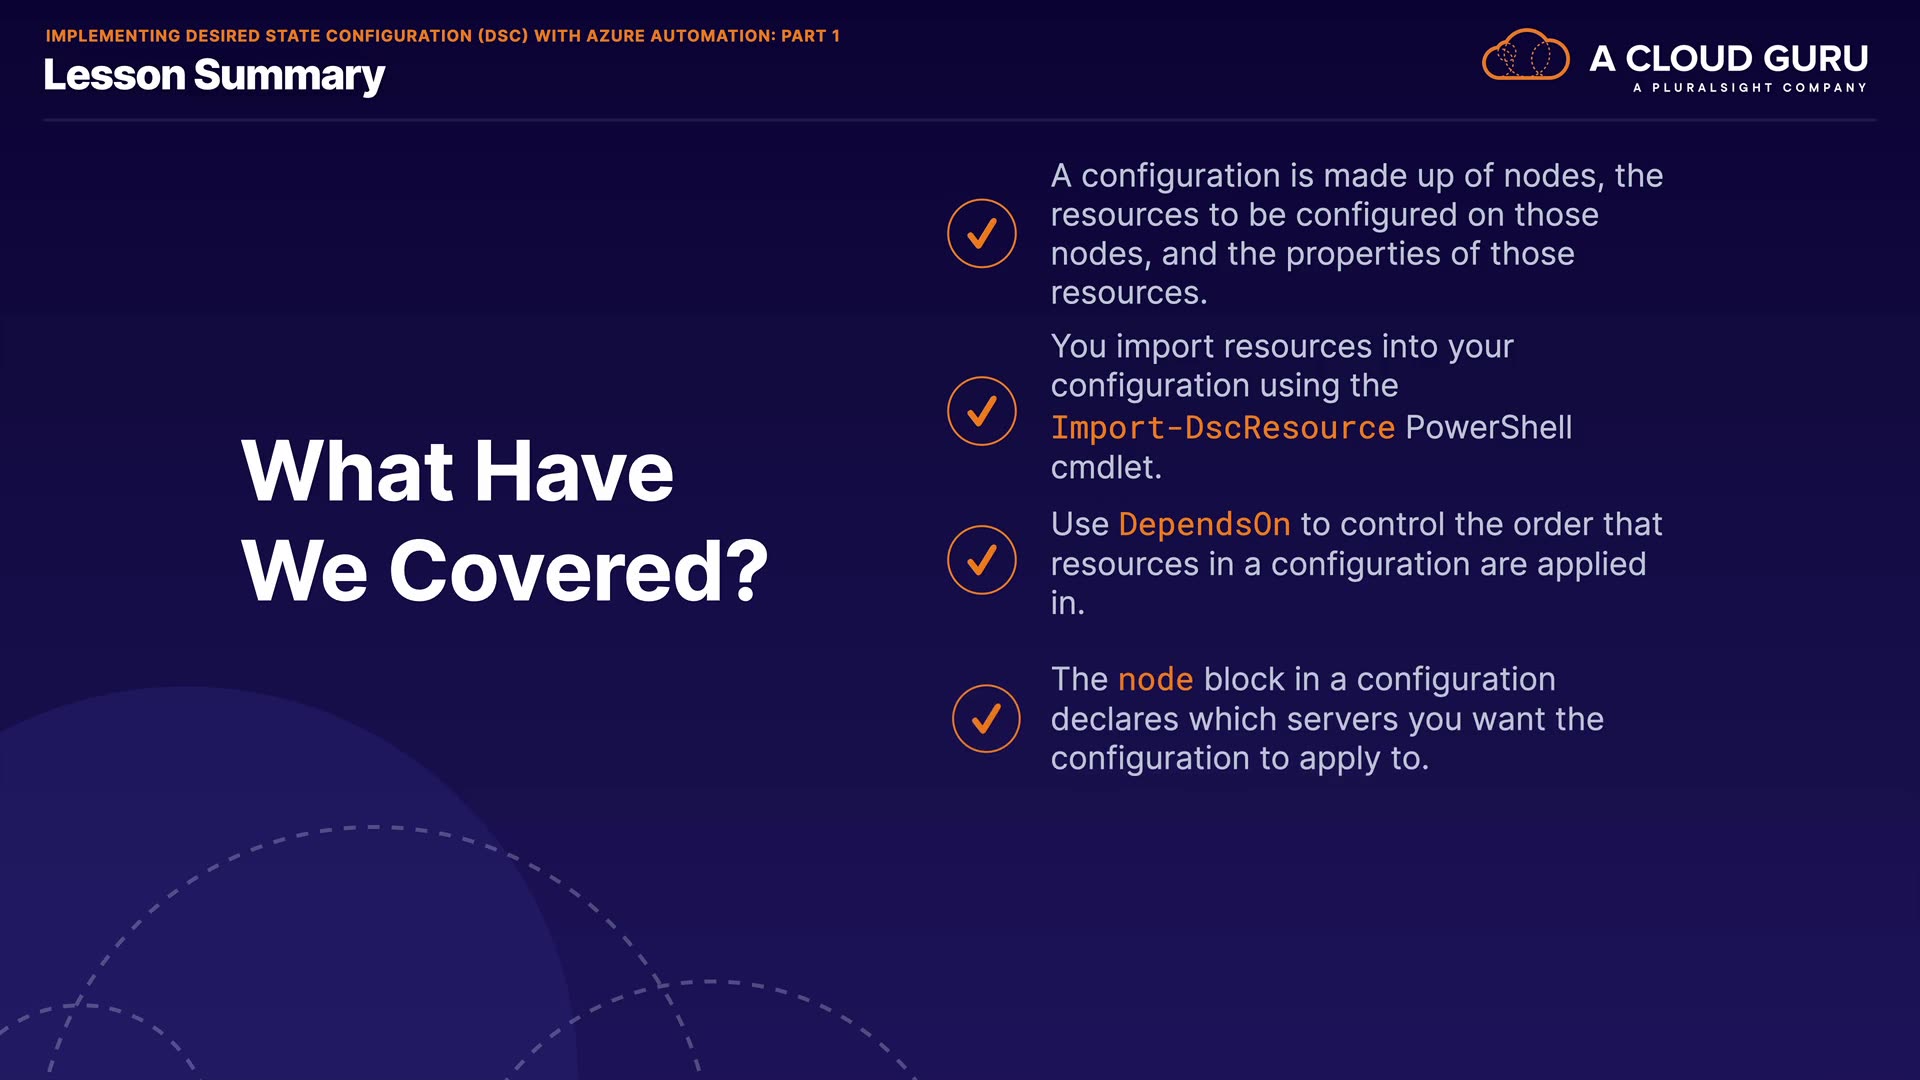 IMPLEMENTING DESIRED STATE CONFIGURATION (DSC) WITH AZURE AUTOMATION: PART 1
Lesson Summary
A CLOUD GURU
A PLURALSIGHT COMPANY
What Have
We Covered?
A configuration is made up of nodes, the
resources to be configured on those
nodes, and the properties of those
resources.
You import resources into your
configuration using the
Import-DscResource PowerShell
cmdlet.
Use DependsOn to control the order that
resources in a configuration are applied
in.
The node block in a configuration
declares which servers you want the
configuration to apply to.